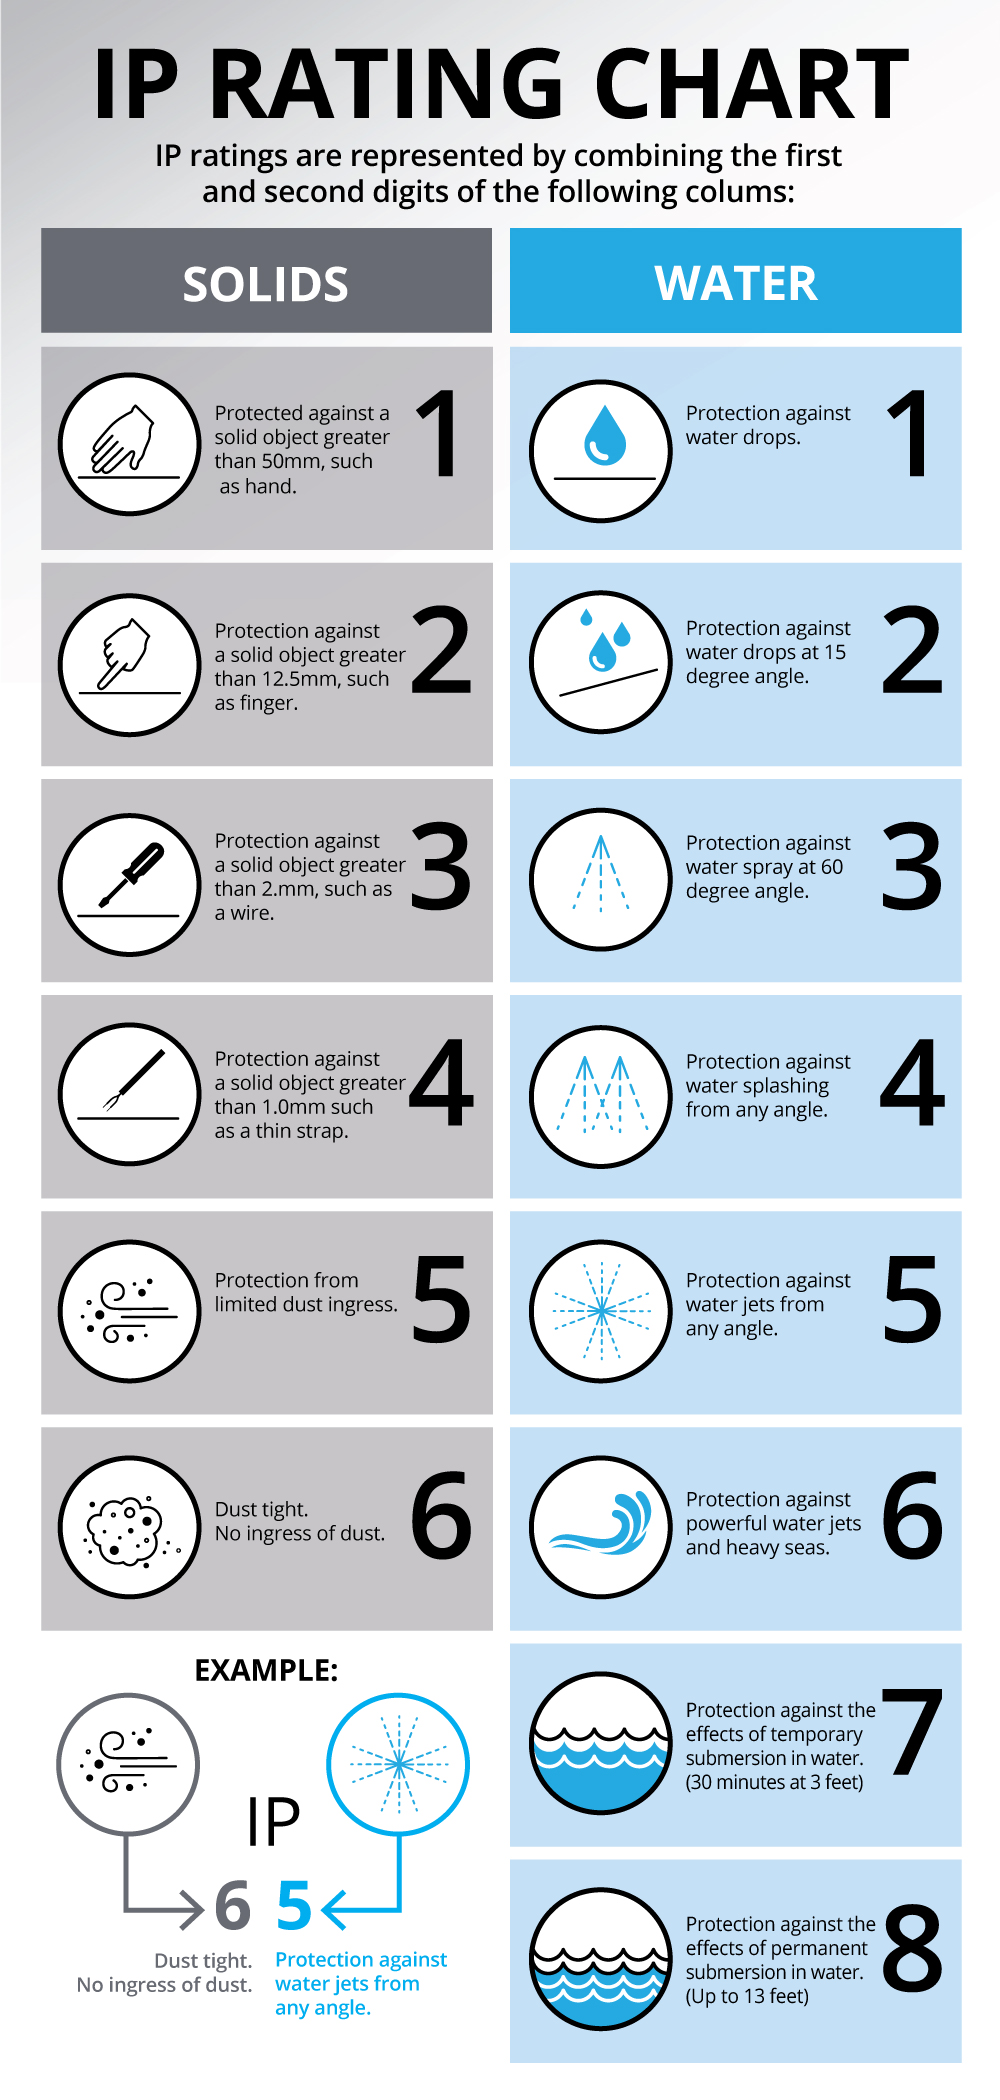 IP RATING CHART
IP ratings are represented by combining the first
and second digits of the following colums:
SOLIDS
Protected against a
solid object greater
than 50mm, such
as hand.
1
Protection against
a solid object greater
than 12.5mm, such
as finger.
2
Protection against
a solid object greater
than 2.mm, such as
a wire.
3
Protection against
a solid object greater
than 1.0mm such
as a thin strap.
4
Protection from
limited dust ingress.
5
Dust tight.
No ingress of dust.
6
WATER
Protection against
water drops.
1
Protection against
water drops at 15
degree angle.
2
Protection against
water spray at 60
degree angle.
3
Protection against
water splashing
from any angle.
4
Protection against
water jets from
any angle.
5
Protection against
powerful water jets
and heavy seas.
6
Protection against the
effects of temporary
submersion in water.
(30 minutes at 3 feet)
7
Protection against the
effects of permanent
submersion in water.
(Up to 13 feet)
8
EXAMPLE:
IP
6 5
Dust tight.
No ingress of dust.
Protection against
water jets from
any angle.